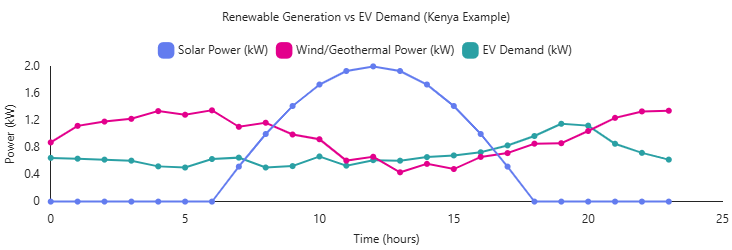 Renewable Generation vs EV Demand (Kenya Example)
Solar Power (kW) Wind/Geothermal Power (kW) EV Demand (kW)
2.0
1.6
1.2
0.8
0.4
0
Power (kW)
0 5 10 15 20 25
Time (hours)